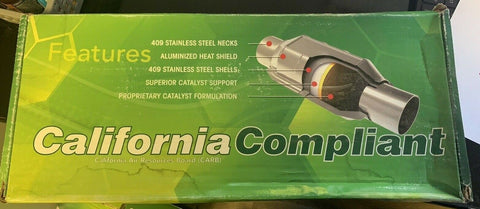 Features
409 STAINLESS STEEL NECKS
ALUMINIZED HEAT SHIELD
409 STAINLESS STEEL SHELLS
SUPERIOR CATALYST SUPPORT
PROPRIETARY CATALYST FORMULATION
California Compliant
California Air Resources Board (CARB)